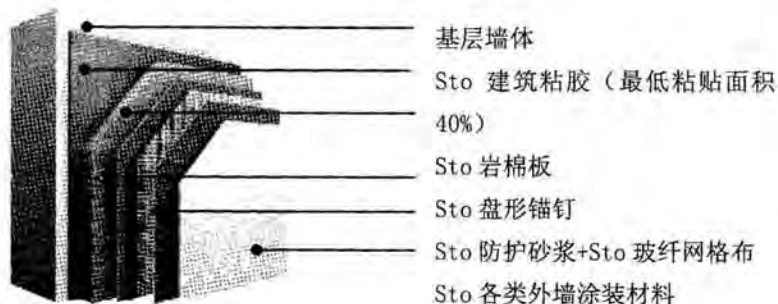 基层墙体
Sto 建筑粘胶（最低粘贴面积
40%）
Sto 岩棉板
Sto 盘形锚钉
Sto 防护砂浆+Sto 玻纤网格布
Sto 各类外墙涂装材料